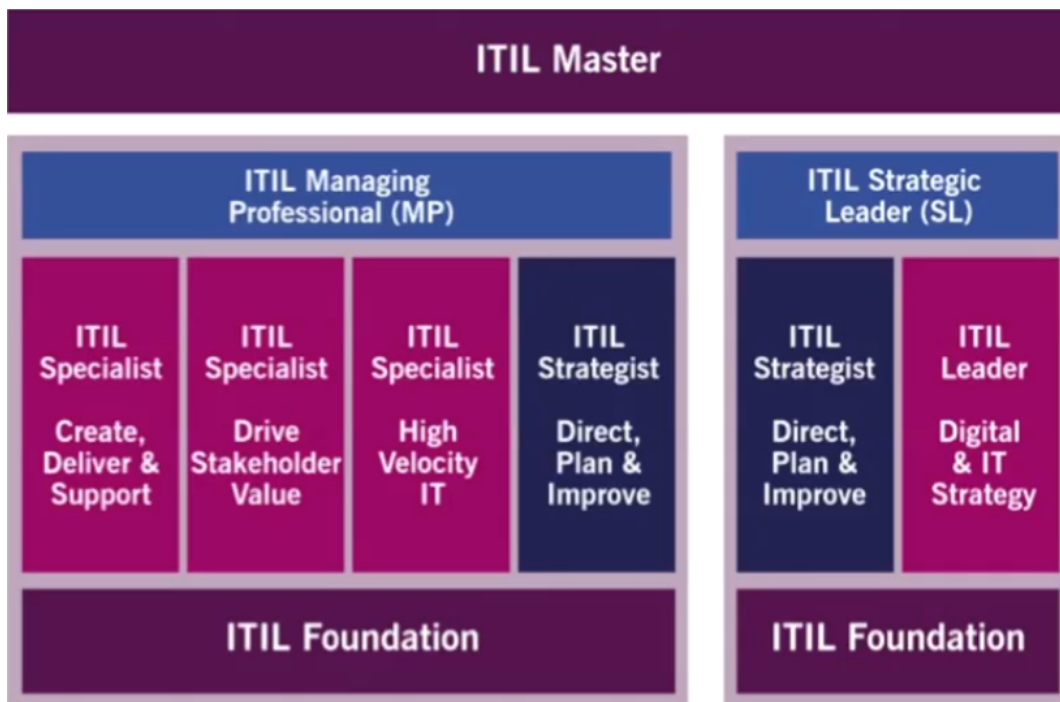 ITIL Master
ITIL Managing
Professional (MP)
ITIL
Specialist
Create,
Deliver &
Support
ITIL
Specialist
Drive
Stakeholder
Value
ITIL
Specialist
High
Velocity
IT
ITIL
Strategist
Direct,
Plan &
Improve
ITIL Foundation
ITIL Strategic
Leader (SL)
ITIL
Strategist
Direct,
Plan &
Improve
ITIL
Leader
Digital
& IT
Strategy
ITIL Foundation